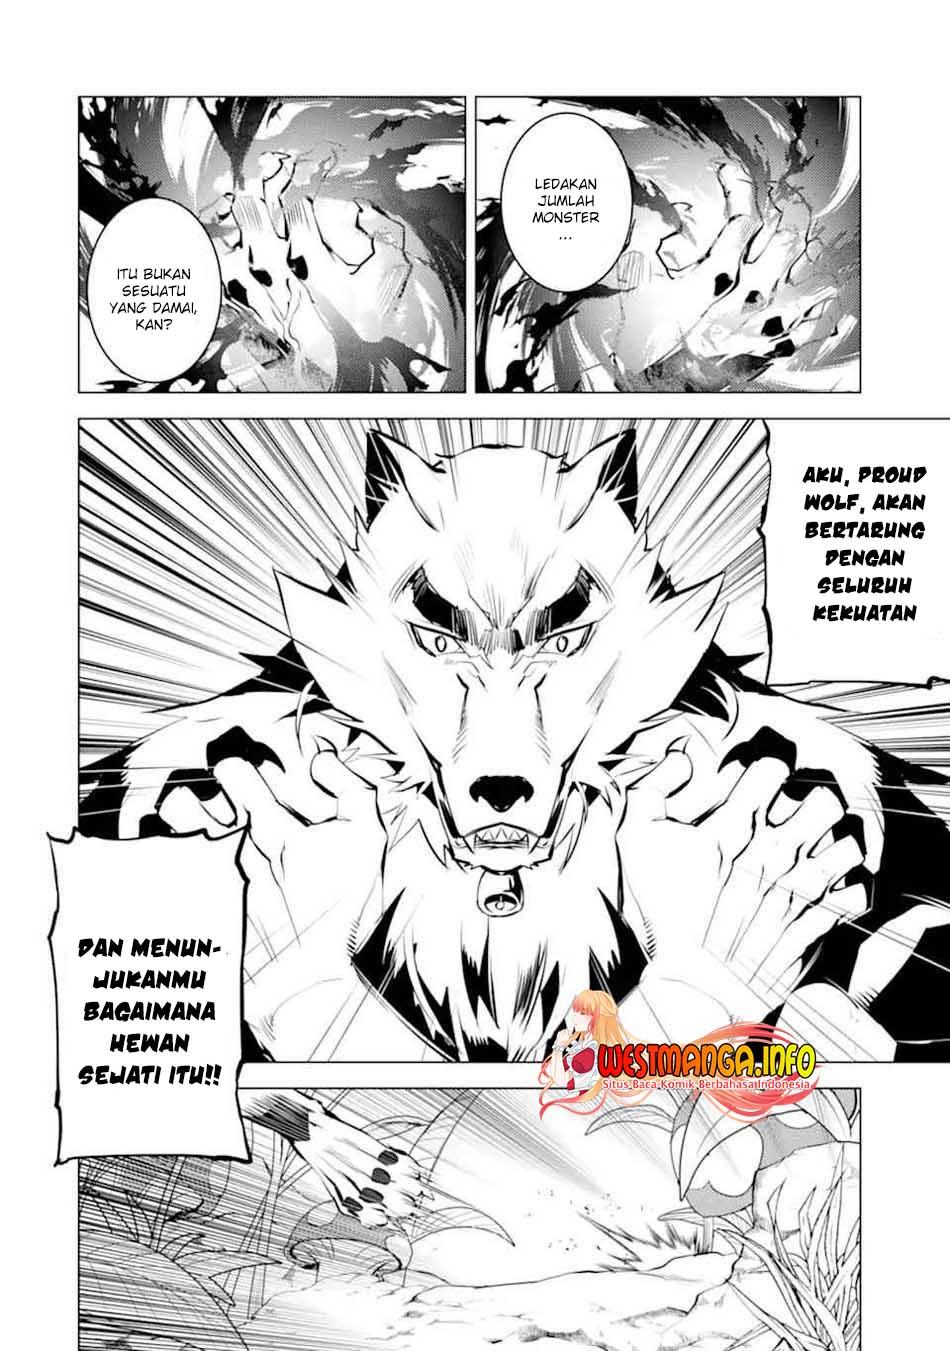 LEDAKAN
JUMLAH
MONSTER
...
ITU BUKAN
SESUATU
YANG DAMAI,
KAN?
AKU, PROUD
WOLF, AKAN
BERTARUNG
DENGAN
SELURUH
KEKUATAN
DAN MENUN-
JUKANMU
BAGAIMANA
HEWAN
SEJATI ITU!!
WESTMANGA.INFO
Situs Baca Komik Berbahasa Indonesia